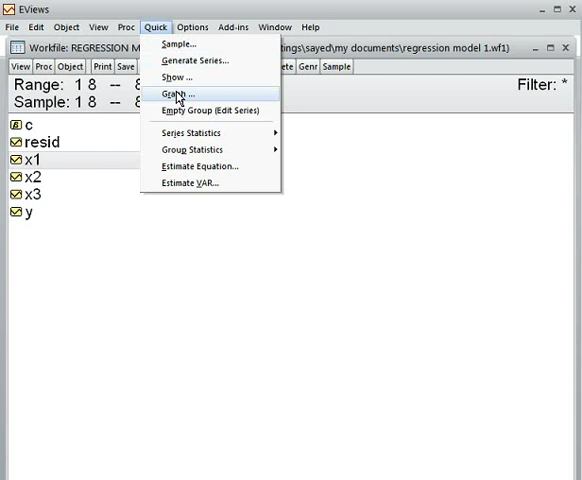 EViews
File Edit Object View Proc Quick Options Add-ins Window Help
Workfile: REGRESSION M tings\sayed\my documents\regression model 1.wf1)
View Proc Object Print Save ete Genr Sample
Range: 1 8 -- 8 Filter: *
Sample: 1 8 -- 8
Sample...
Generate Series...
Show ...
Graph ...
Empty Group (Edit Series)
Series Statistics
Group Statistics
Estimate Equation...
Estimate VAR...
c
resid
x1
x2
x3
y